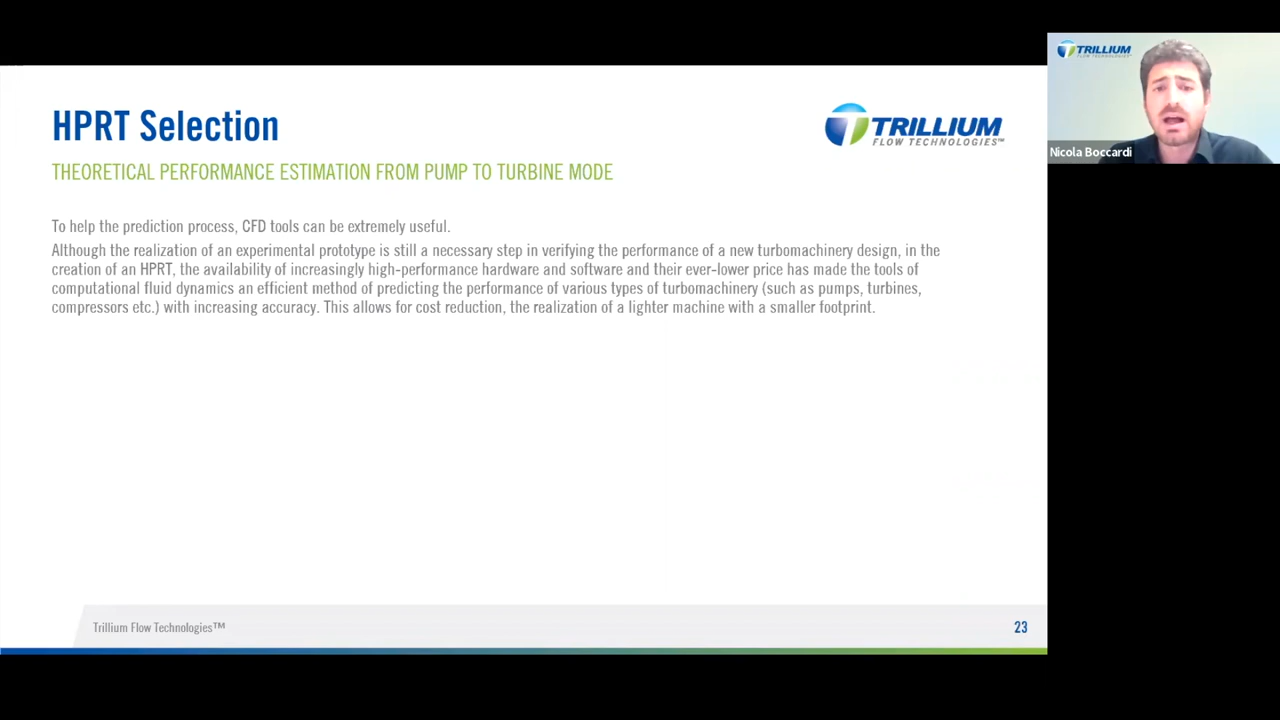 HPRT Selection
TRILLIUM
FLOW TECHNOLOGIES™
THEORETICAL PERFORMANCE ESTIMATION FROM PUMP TO TURBINE MODE
To help the prediction process, CFD tools can be extremely useful.
Although the realization of an experimental prototype is still a necessary step in verifying the performance of a new turbomachinery design, in the
creation of an HPRT, the availability of increasingly high-performance hardware and software and their ever-lower price has made the tools of
computational fluid dynamics an efficient method of predicting the performance of various types of turbomachinery (such as pumps, turbines,
compressors etc.) with increasing accuracy. This allows for cost reduction, the realization of a lighter machine with a smaller footprint.
Trillium Flow Technologies™
23
TRILLIUM
FLOW TECHNOLOGIES
Nicola Boccardi